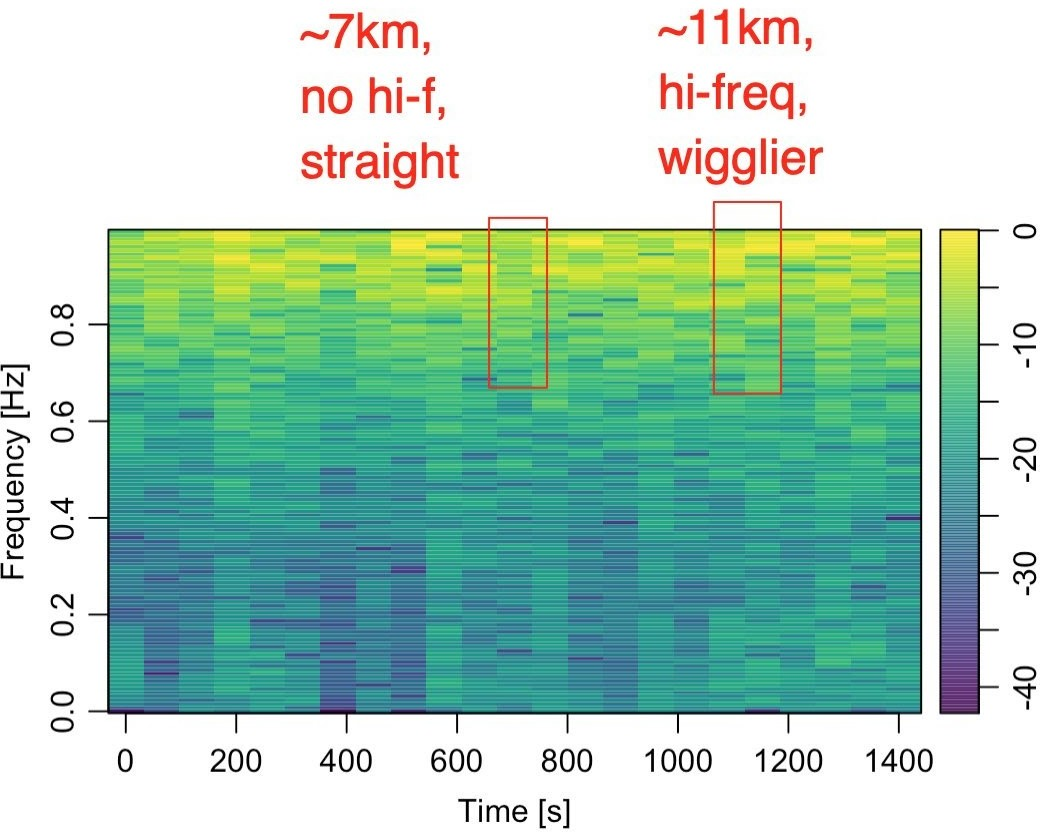 ~7km,
no hi-f,
straight
~11km,
hi-freq,
wigglier
Frequency [Hz]
0.8
0.6
0.4
0.2
0.0
0
-10
-20
-30
-40
0 200 400 600 800 1000 1200 1400
Time [s]